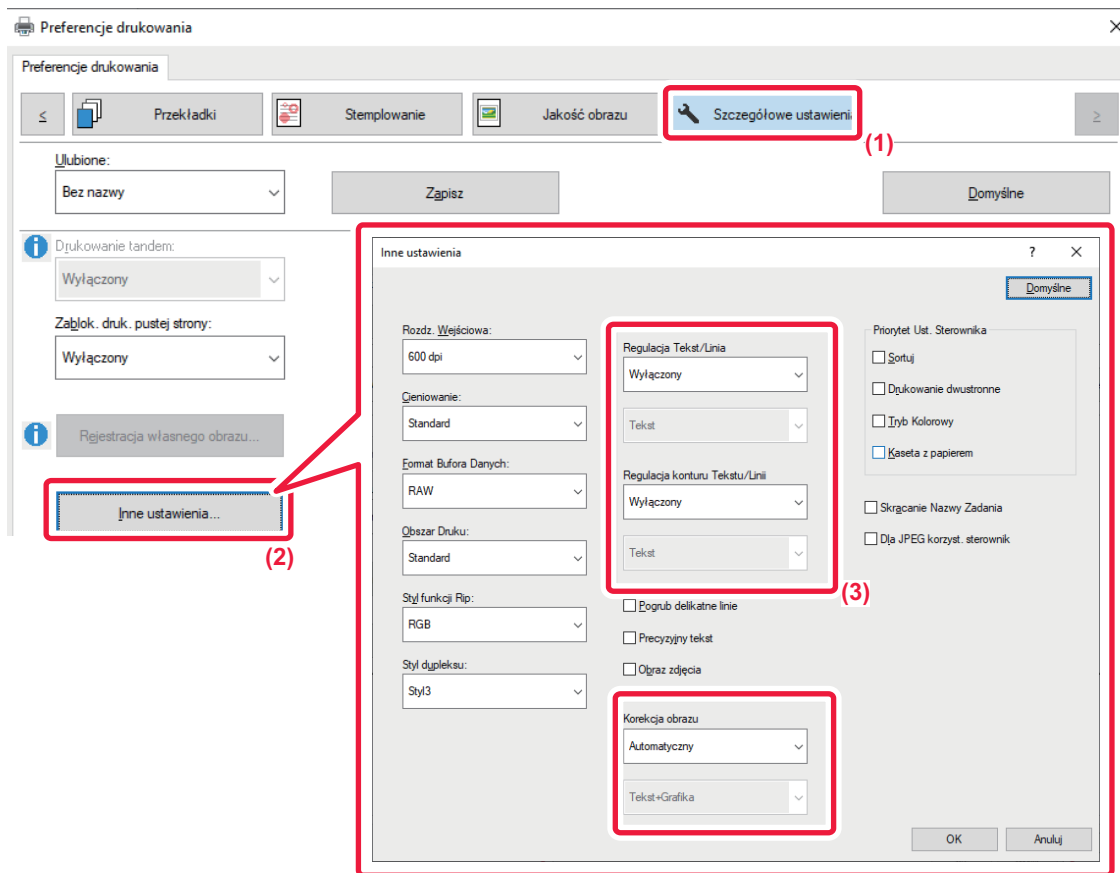 Preferencje drukowania
Preferencje drukowania
≤
Przekładki
Stemplowanie
Jakość obrazu
Szczegółowe ustawieni
≥
(1)
Ulubione:
Bez nazwy
Zapisz
Domyślne
Drukowanie tandem:
Wyłączony
Zablok. druk. pustej strony:
Wyłączony
Rejestracja własnego obrazu...
Inne ustawienia...
(2)
Inne ustawienia
?
Domyślne
Rozdz. Wejściowa:
600 dpi
Cieniowanie:
Standard
Format Bufora Danych:
RAW
Obszar Druku:
Standard
Styl funkcji Rip:
RGB
Styl dupleksu:
Styl3
Regulacja Tekst/Linia
Wyłączony
Tekst
Regulacja konturu Tekstu/Linii
Wyłączony
Tekst
(3)
Pogrub delikatne linie
Precyzyjny tekst
Obraz zdjęcia
Korekcja obrazu
Automatyczny
Tekst+Grafika
Priorytet Ust. Sterownika
Sortuj
Drukowanie dwustronne
Tryb Kolorowy
Kaseta z papierem
Skracanie Nazwy Zadania
Dla JPEG korzyst. sterownik
OK
Anuluj